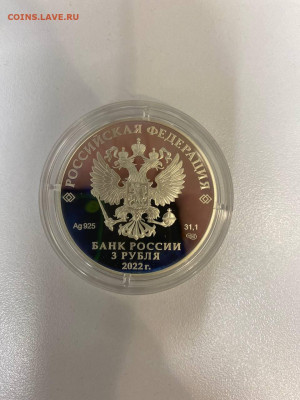 COINS.LAVE.RU
РОССИЙСКАЯ ФЕДЕРАЦИЯ
Ag 925
31,1
БАНК РОССИИ
3 РУБЛЯ
2022 г.